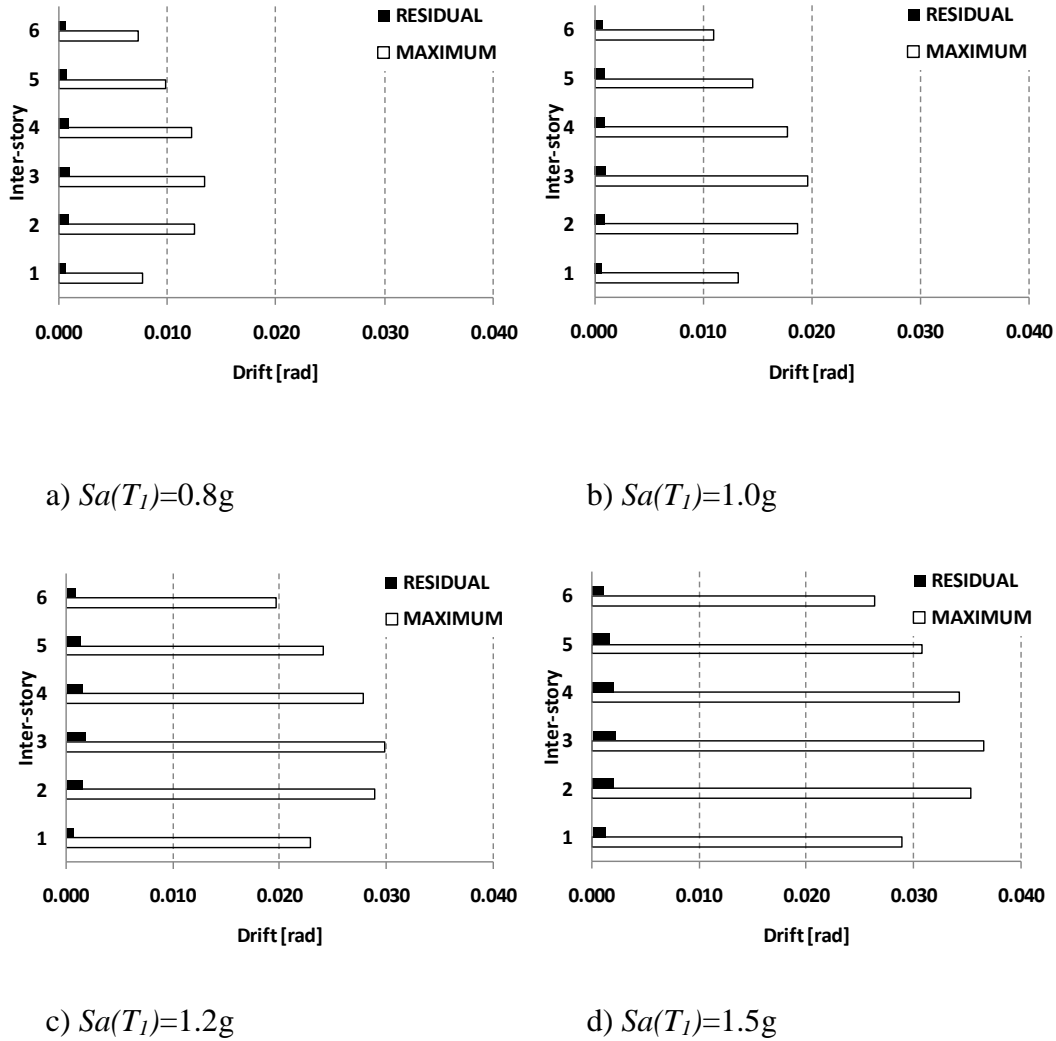 RESIDUAL
MAXIMUM
6
5
4
3
2
1
Inter-story
0.000 0.010 0.020 0.030 0.040
Drift [rad]
a) Sa(T1)=0.8g
RESIDUAL
MAXIMUM
6
5
4
3
2
1
Inter-story
0.000 0.010 0.020 0.030 0.040
Drift [rad]
b) Sa(T1)=1.0g
RESIDUAL
MAXIMUM
6
5
4
3
2
1
Inter-story
0.000 0.010 0.020 0.030 0.040
Drift [rad]
c) Sa(T1)=1.2g
RESIDUAL
MAXIMUM
6
5
4
3
2
1
Inter-story
0.000 0.010 0.020 0.030 0.040
Drift [rad]
d) Sa(T1)=1.5g